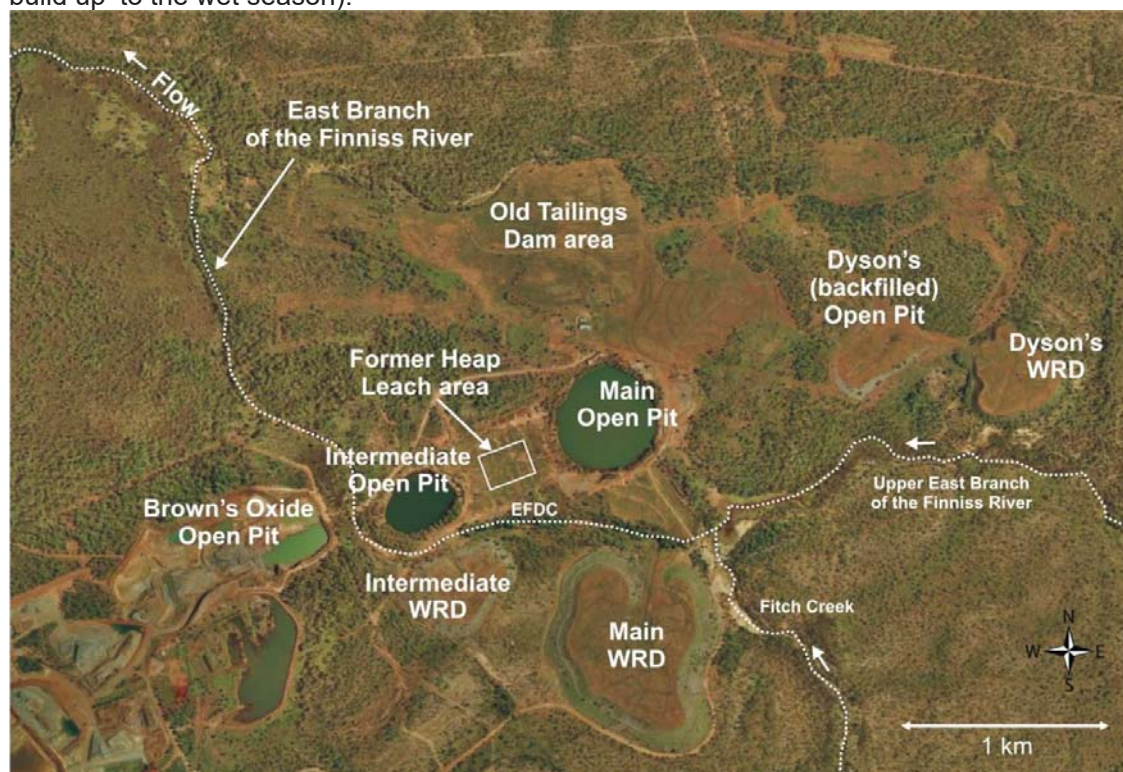 build up' to the wet season).
Flow
East Branch
of the Finniss River
Old Tailings
Dam area
Dyson's
(backfilled)
Open Pit
Dyson's
WRD
Former Heap
Leach area
Main
Open Pit
Intermediate
Open Pit
Upper East Branch
of the Finniss River
Brown's Oxide
Open Pit
EFDC
Intermediate
WRD
Fitch Creek
Main
WRD
N
W
E
S
1 km